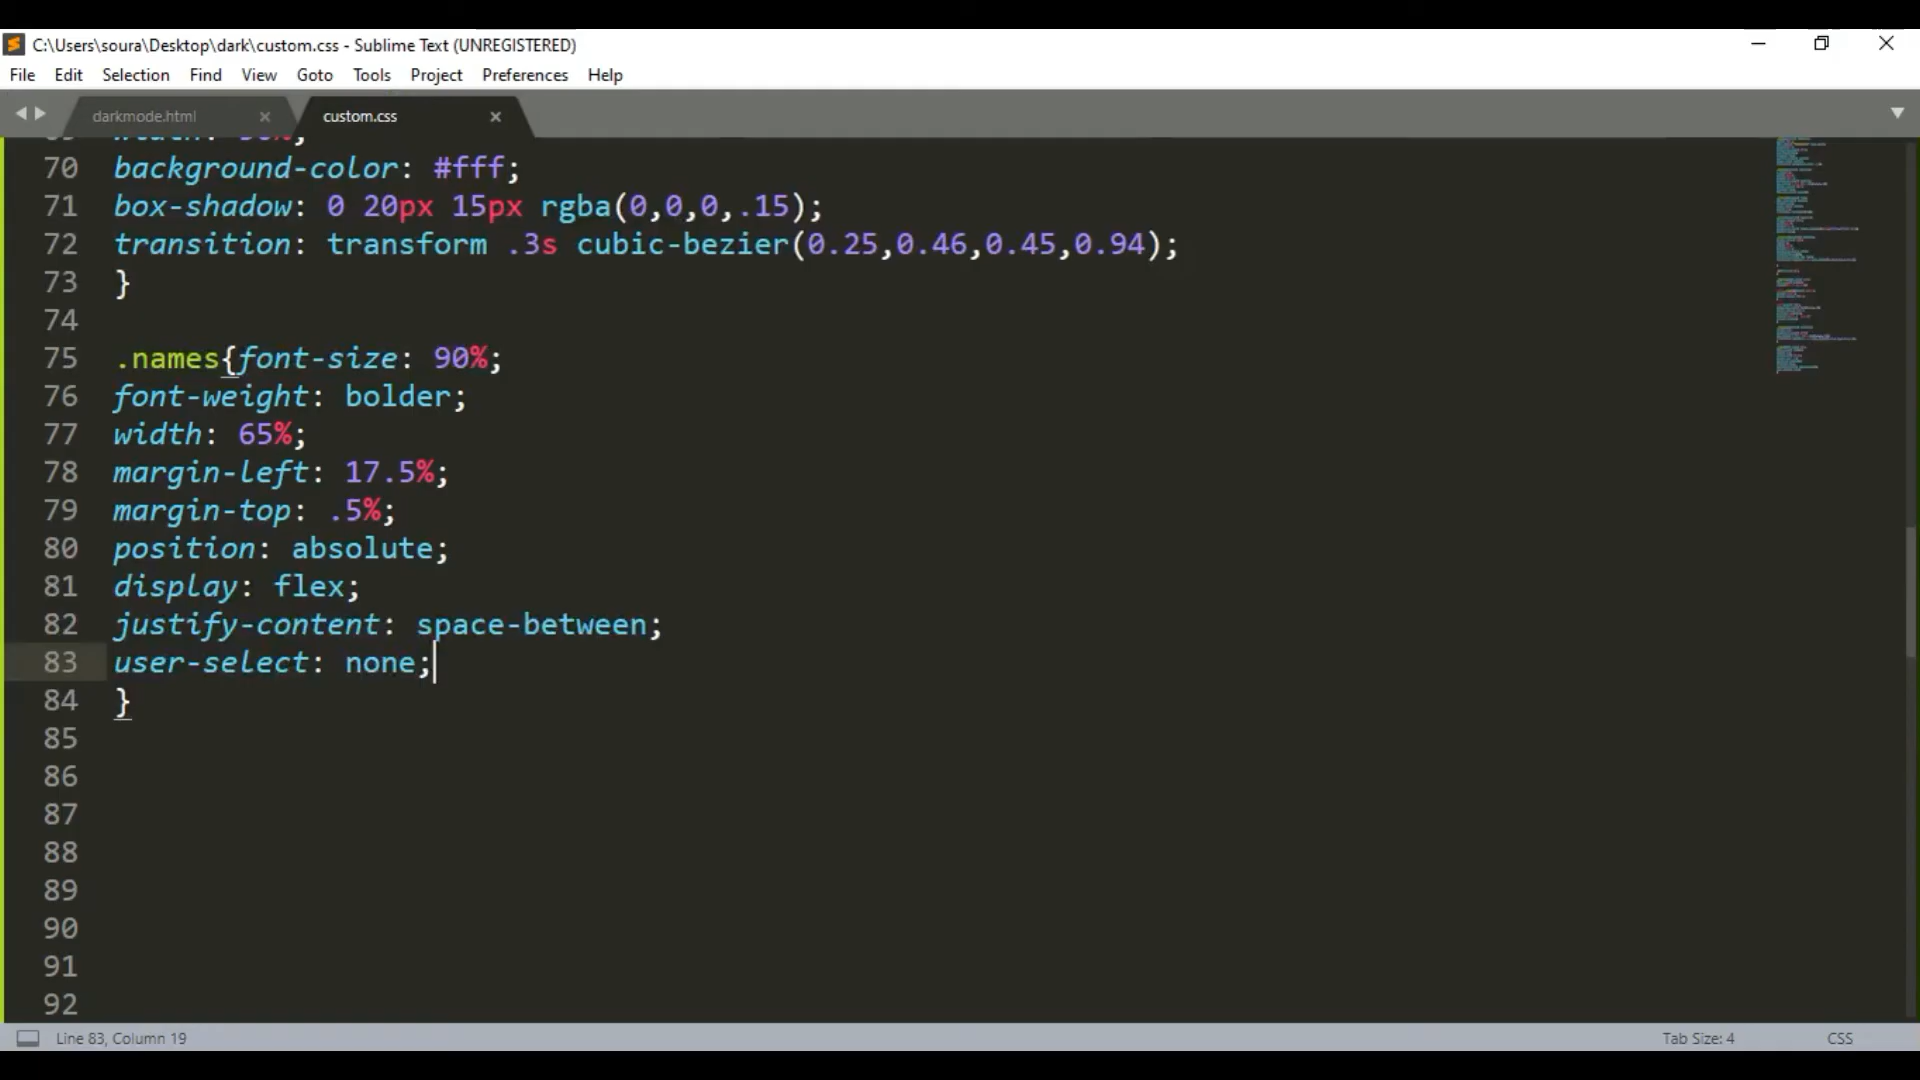 C:\Users\soura\Desktop\dark\custom.css - Sublime Text (UNREGISTERED)
File Edit Selection Find View Goto Tools Project Preferences Help
darkmode.html custom.css
70 background-color: #fff;
71 box-shadow: 0 20px 15px rgba(0,0,0,.15);
72 transition: transform .3s cubic-bezier(0.25,0.46,0.45,0.94);
73 }
74
75 .names{font-size: 90%;
76 font-weight: bolder;
77 width: 65%;
78 margin-left: 17.5%;
79 margin-top: .5%;
80 position: absolute;
81 display: flex;
82 justify-content: space-between;
83 user-select: none;
84 }
85
86
87
88
89
90
91
92
Line 83, Column 19 Tab Size: 4 CSS